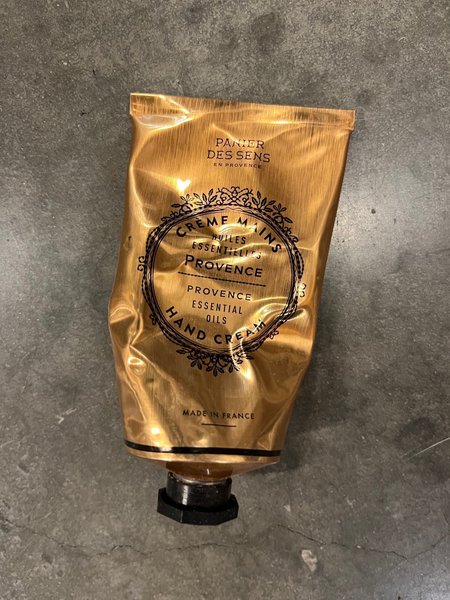 PANIER
DES SENS
EN PROVENCE
CRÈME MAINS
HUILES
ESSENTIELLES
PROVENCE
PROVENCE
ESSENTIAL
OILS
HAND CREAM
MADE IN FRANCE